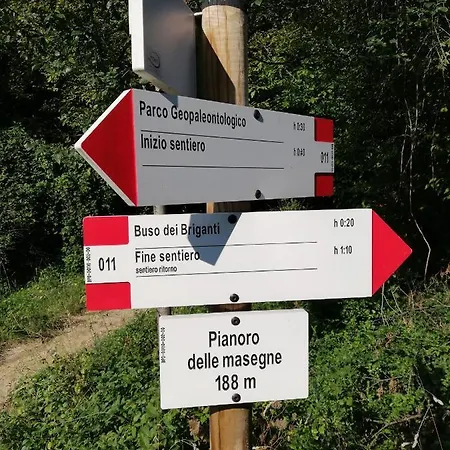 Parco Geopaleontologico h 0:30
Inizio sentiero h 0:40
011
Buso dei Briganti h 0:20
011
Fine sentiero h 1:10
sentiero ritorno
Pianoro
delle masegne
188 m